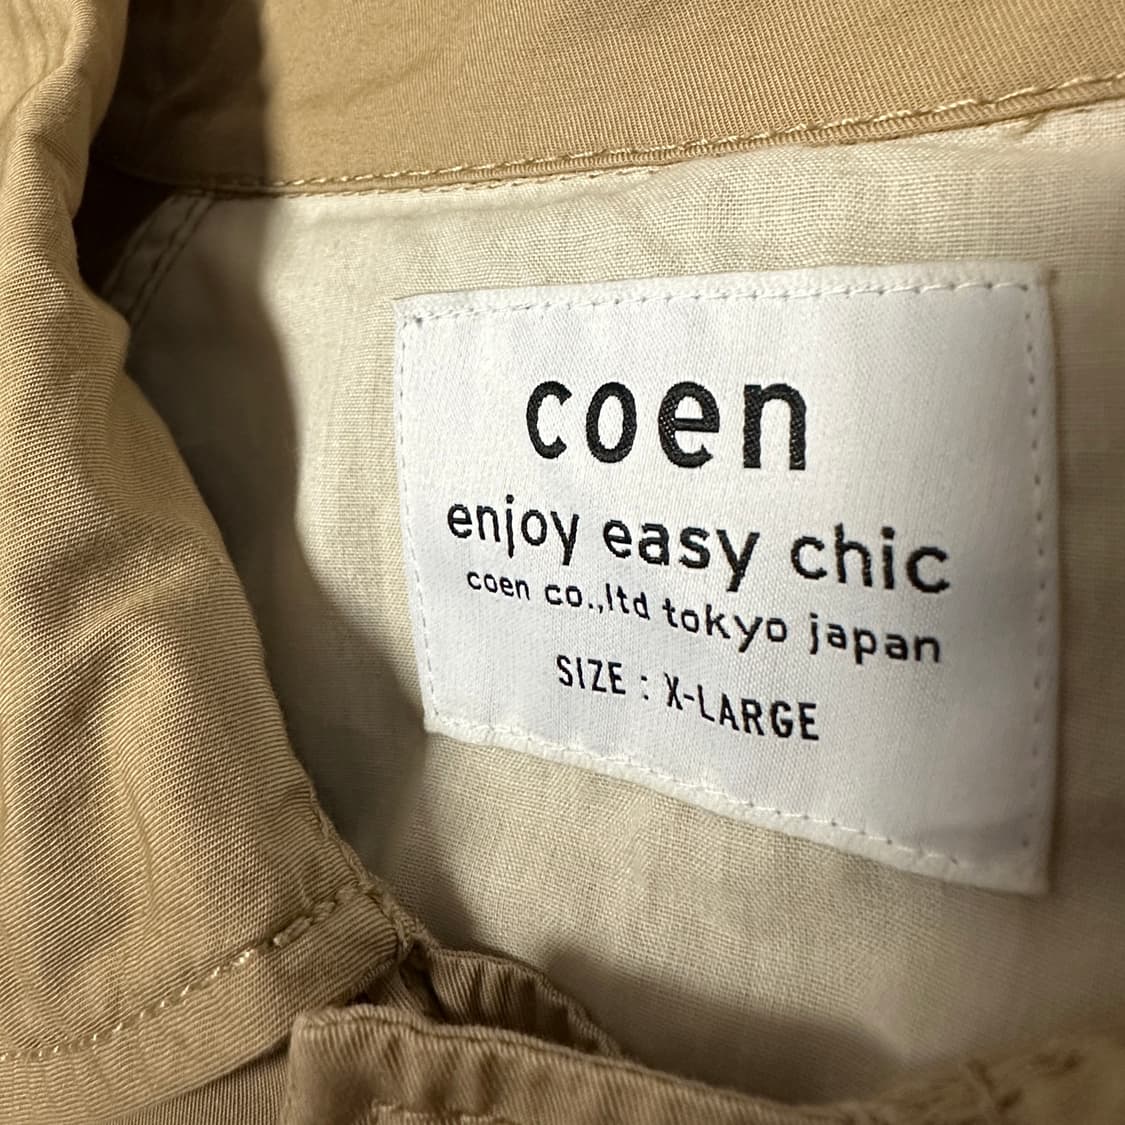 coen
enjoy easy chic
coen co.,ltd tokyo japan
SIZE : X-LARGE